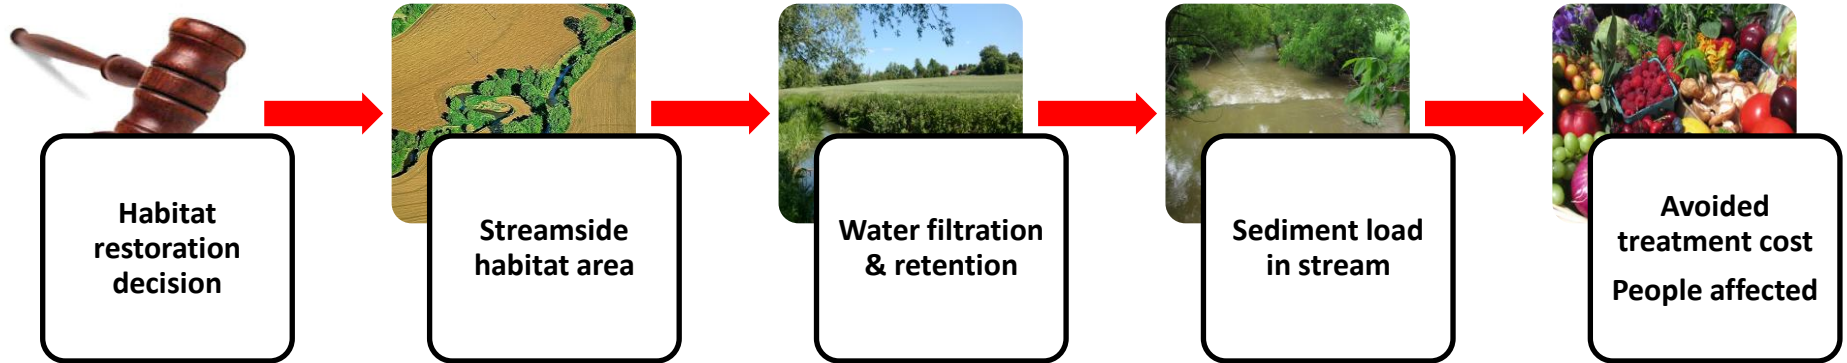 Habitat
restoration
decision
Streamside
habitat area
Water filtration
& retention
Sediment load
in stream
Avoided
treatment cost
People affected